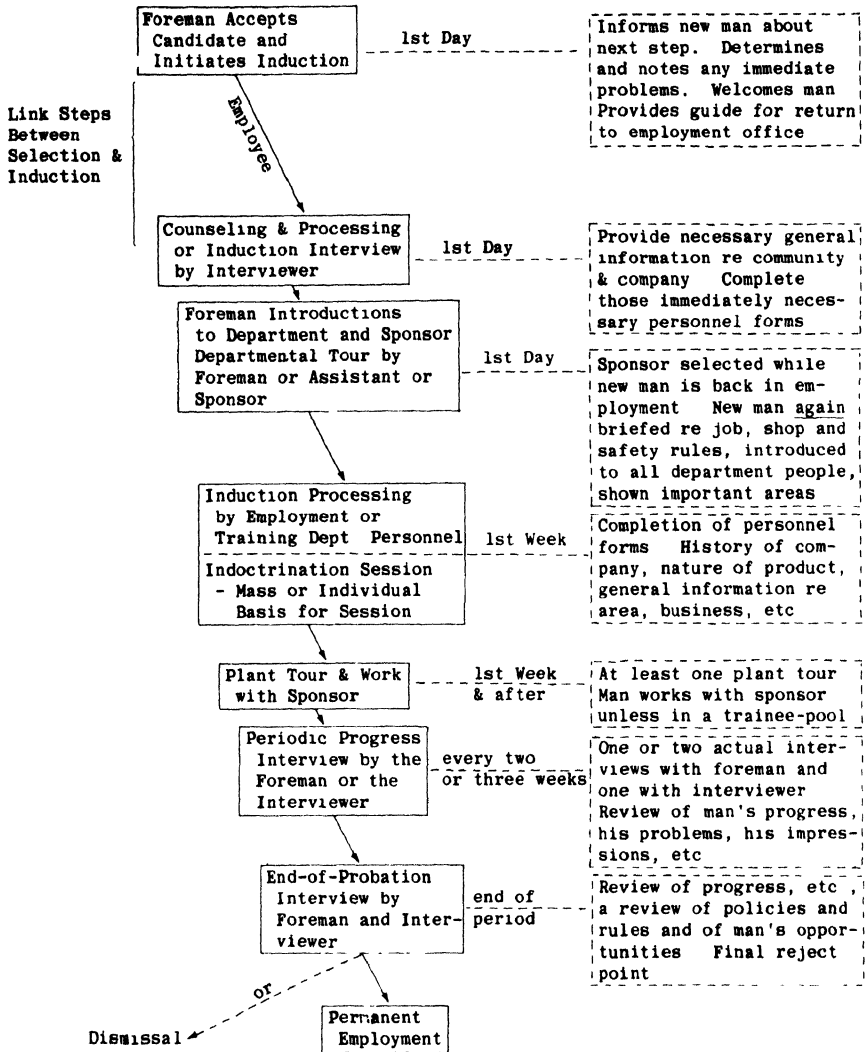 Foreman Accepts
Candidate and
Initiates Induction
1st Day
Informs new man about
next step. Determines
and notes any immediate
problems. Welcomes man
Provides guide for return
to employment office
Link Steps
Between
Selection &
Induction
Employee
Counseling & Processing
or Induction Interview
by Interviewer
1st Day
Provide necessary general
information re community
& company Complete
those immediately neces-
sary personnel forms
Foreman Introductions
to Department and Sponsor
Departmental Tour by
Foreman or Assistant or
Sponsor
1st Day
Sponsor selected while
new man is back in em-
ployment New man again
briefed re job, shop and
safety rules, introduced
to all department people,
shown important areas
Induction Processing
by Employment or
Training Dept Personnel
Indoctrination Session
- Mass or Individual
Basis for Session
1st Week
Completion of personnel
forms History of com-
pany, nature of product,
general information re
area, business, etc
Plant Tour & Work
with Sponsor
1st Week
& after
At least one plant tour
Man works with sponsor
unless in a trainee-pool
Periodic Progress
Interview by the
Foreman or the
Interviewer
every two
or three weeks
One or two actual inter-
views with foreman and
one with interviewer
Review of man's progress,
his problems, his impres-
sions, etc
End-of-Probation
Interview by
Foreman and Inter-
viewer
end of
period
Review of progress, etc ,
a review of policies and
rules and of man's oppor-
tunities Final reject
point
or
Dismissal
Permanent
Employment